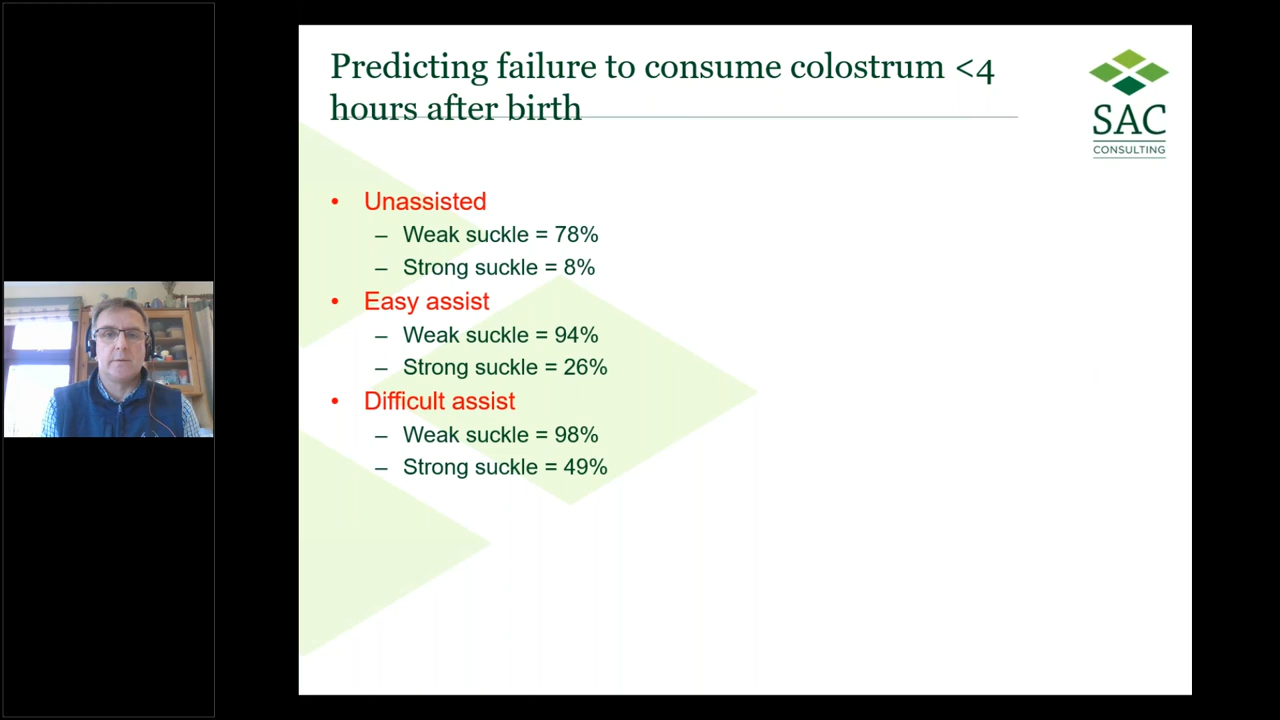 Predicting failure to consume colostrum <4
hours after birth
SAC
CONSULTING
• Unassisted
– Weak suckle = 78%
– Strong suckle = 8%
• Easy assist
– Weak suckle = 94%
– Strong suckle = 26%
• Difficult assist
– Weak suckle = 98%
– Strong suckle = 49%